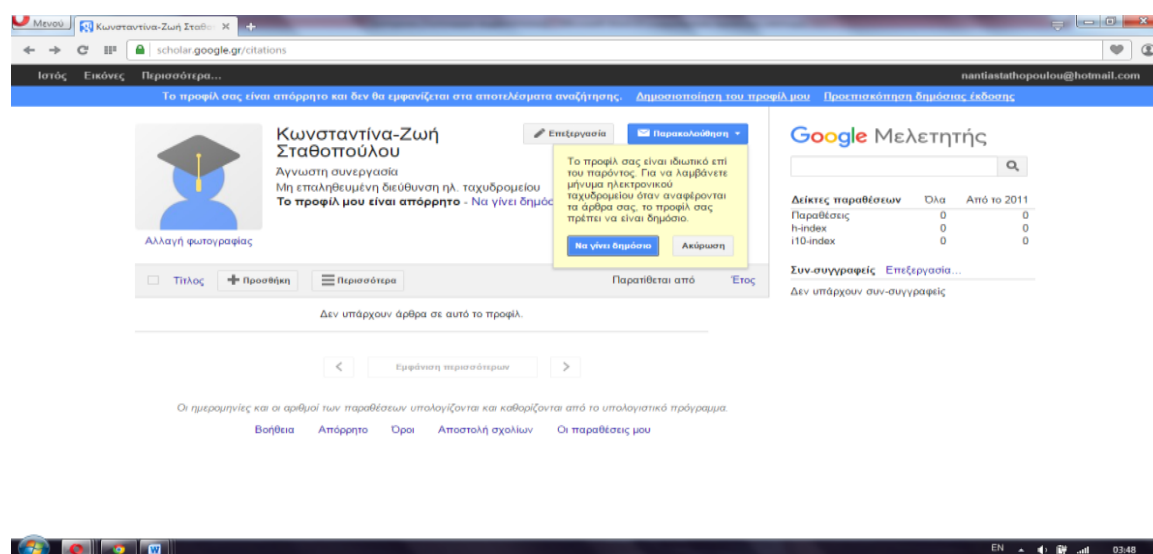 Μενού Κωνσταντίνα-Ζωή Σταθο
scholar.google.gr/citations
Ιστός Εικόνες Περισσότερα... nantiastathopoulou@hotmail.com
Το προφίλ σας είναι απόρρητο και δεν θα εμφανίζεται στα αποτελέσματα αναζήτησης. Δημοσιοποίηση του προφίλ μου Προεπισκόπηση δημόσιας έκδοσης
Κωνσταντίνα-Ζωή
Σταθοπούλου
Άγνωστη συνεργασία
Μη επαληθευμένη διεύθυνση ηλ. ταχυδρομείου
Το προφίλ μου είναι απόρρητο - Να γίνει δημόσ
Αλλαγή φωτογραφίας
Επεξεργασία Παρακολούθηση
Το προφίλ σας είναι ιδιωτικό επί
του παρόντος. Για να λαμβάνετε
μήνυμα ηλεκτρονικού
ταχυδρομείου όταν αναφέρονται
τα άρθρα σας, το προφίλ σας
πρέπει να είναι δημόσιο.
Να γίνει δημόσιο Ακύρωση
Τίτλος Προσθήκη Περισσότερα Παρατίθεται από Έτος
Δεν υπάρχουν άρθρα σε αυτό το προφίλ.
Εμφάνιση περισσότερων
Οι ημερομηνίες και οι αριθμοί των παραθέσεων υπολογίζονται και καθορίζονται από το υπολογιστικό πρόγραμμα.
Βοήθεια Απόρρητο Όροι Αποστολή σχολίων Οι παραθέσεις μου
Google Μελετητής
Δείκτες παραθέσεων Όλα Από το 2011
Παραθέσεις 0 0
h-index 0 0
i10-index 0 0
Συν-συγγραφείς Επεξεργασία...
Δεν υπάρχουν συν-συγγραφείς
EN 03:48